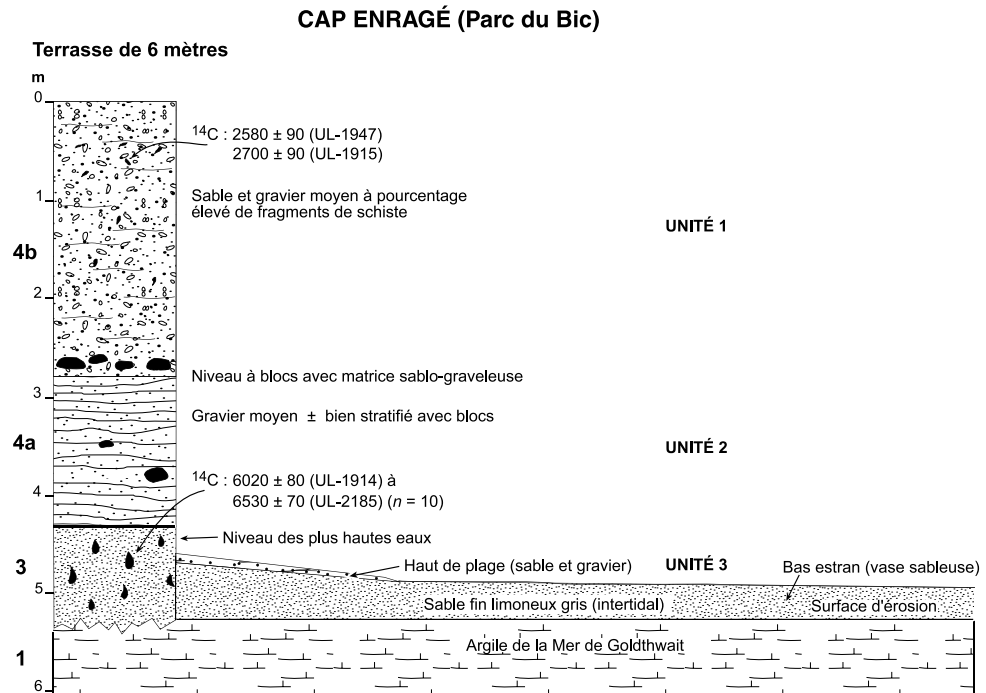 CAP ENRAGÉ (Parc du Bic)
Terrasse de 6 mètres
m
0
14C : 2580 ± 90 (UL-1947)
2700 ± 90 (UL-1915)
1
Sable et gravier moyen à pourcentage
élevé de fragments de schiste
UNITÉ 1
4b
2
Niveau à blocs avec matrice sablo-graveleuse
3
Gravier moyen ± bien stratifié avec blocs
4a
UNITÉ 2
14C : 6020 ± 80 (UL-1914) à
4
6530 ± 70 (UL-2185) (n = 10)
Niveau des plus hautes eaux
3
Haut de plage (sable et gravier)
UNITÉ 3
Bas estran (vase sableuse)
5
Sable fin limoneux gris (intertidal)
Surface d'érosion
Argile de la Mer de Goldthwait
1
6